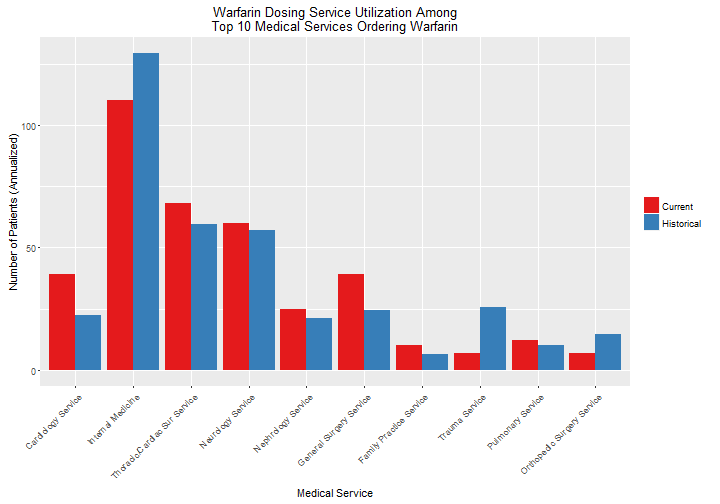 Warfarin Dosing Service Utilization Among
Top 10 Medical Services Ordering Warfarin
Number of Patients (Annualized)
100
50
0
Current
Historical
Cardiology Service
Internal Medicine
Thoracic,Cardiac Sur Service
Neurology Service
Nephrology Service
General Surgery Service
Family Practice Service
Trauma Service
Pulmonary Service
Orthopedic Surgery Service
Medical Service